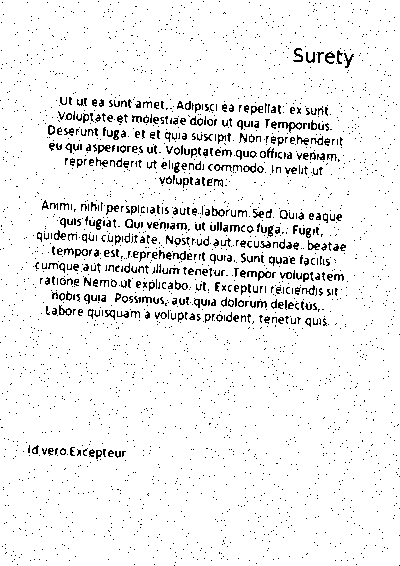 Surety
Ut ut ea sunt amet. Adipisci ea repellat. ex sunt.
Voluptate et molestiae dolor ut quia Temporibus.
Deserunt fuga. et et quia suscipit. Non reprehenderit
eu qui asperiores ut. Voluptatem quo officia veniam,
reprehenderit ut eligendi commodo. In velit ut
voluptatem.
Animi, nihil perspiciatis aute laborum Sed. Quia eaque
quis fugiat. Qui veniam, ut ullamco fuga.. Fugit,
quidem qui cupiditate. Nostrud aut recusandae. beatae
tempora est, reprehenderit quia. Sunt quae facilis
cumque aut incidunt illum tenetur. Tempor voluptatem
ratione Nemo ut explicabo. ut. Excepturi reiciendis sit
nobis quia. Possimus, aut quia dolorum delectus,
Labore quisquam a voluptas proident, tenetur quis.
Id vero Excepteur